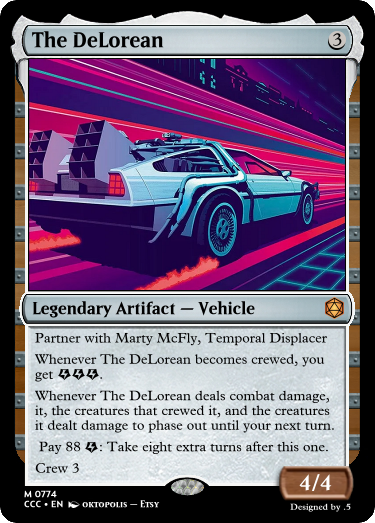 The DeLorean 3
Legendary Artifact — Vehicle
Partner with Marty McFly, Temporal Displacer
Whenever The DeLorean becomes crewed, you
get .
Whenever The DeLorean deals combat damage,
it, the creatures that crewed it, and the creatures
it dealt damage to phase out until your next turn.
Pay 88 : Take eight extra turns after this one.
Crew 3
4/4
M 0774
CCC • EN OKTOPOLIS — ETSY
Designed by .5